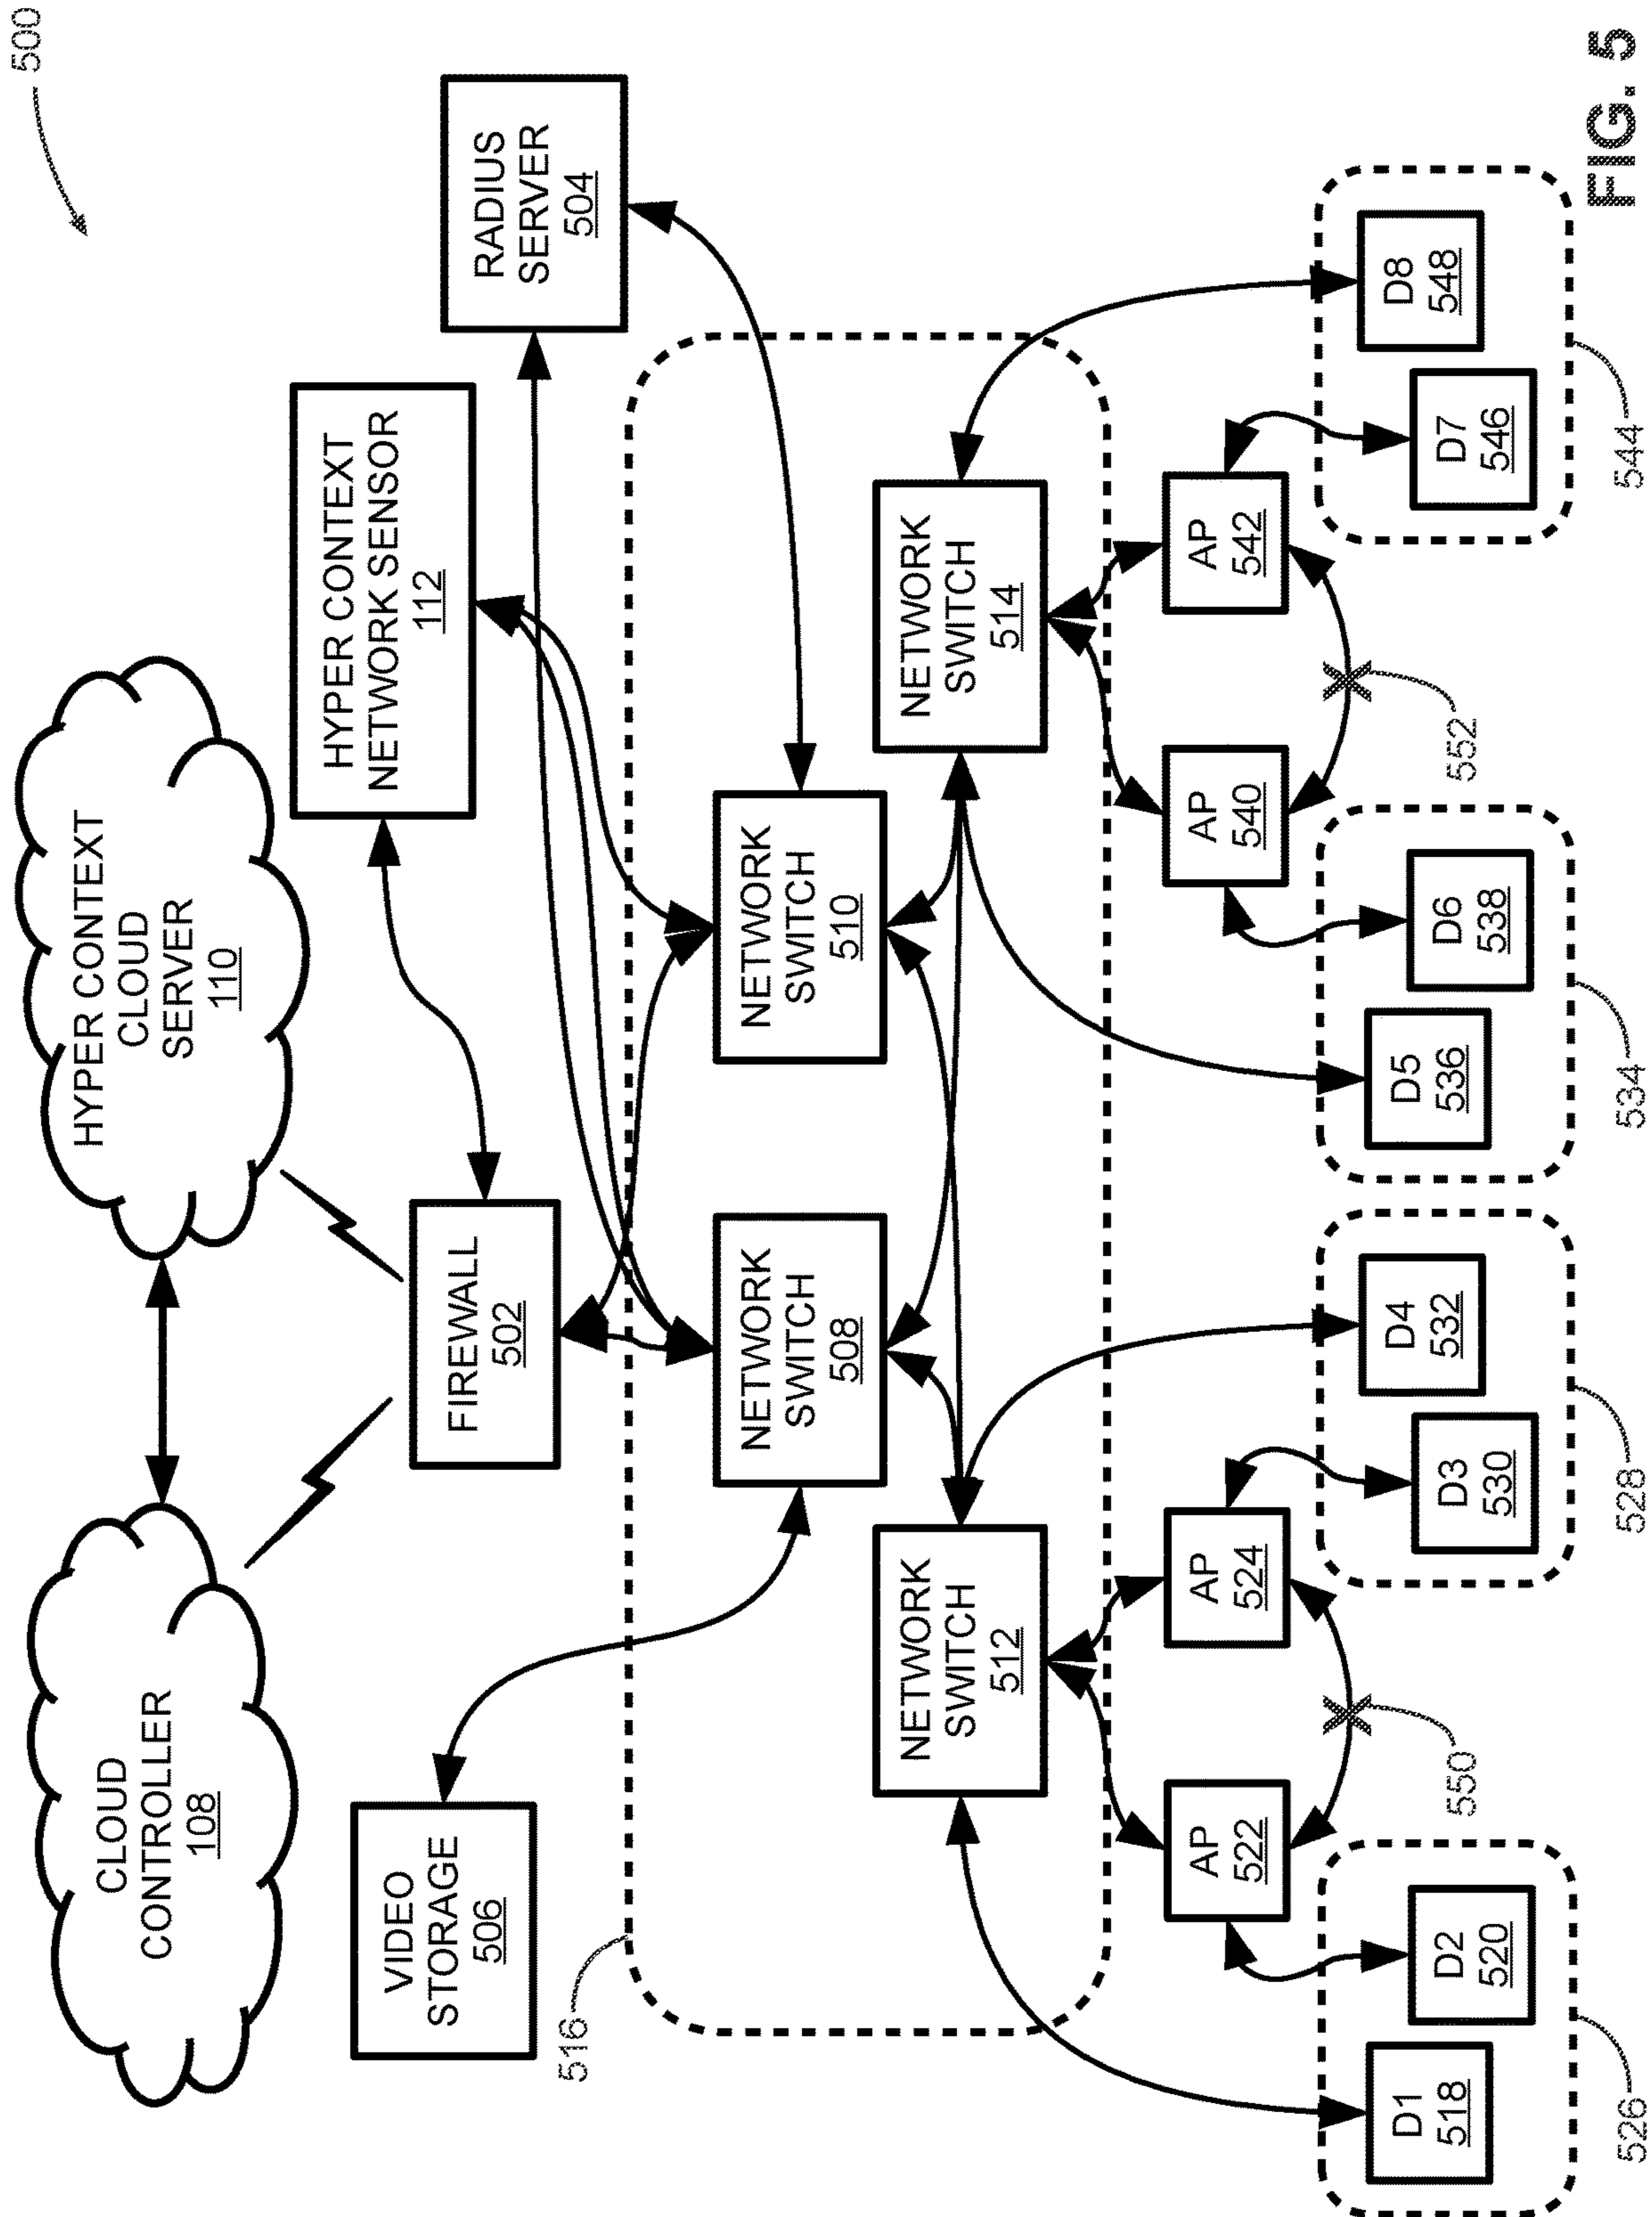 500
CLOUD
CONTROLLER
108
HYPER CONTEXT
CLOUD
SERVER
110
HYPER CONTEXT
NETWORK SENSOR
112
VIDEO
STORAGE
506
FIREWALL
502
RADIUS
SERVER
504
516
NETWORK
SWITCH
508
NETWORK
SWITCH
510
NETWORK
SWITCH
512
NETWORK
SWITCH
514
AP
522
AP
524
AP
540
AP
542
550
552
D1
518
D2
520
D3
530
D4
532
D5
536
D6
538
D7
546
D8
548
526
528
534
544
FIG. 5